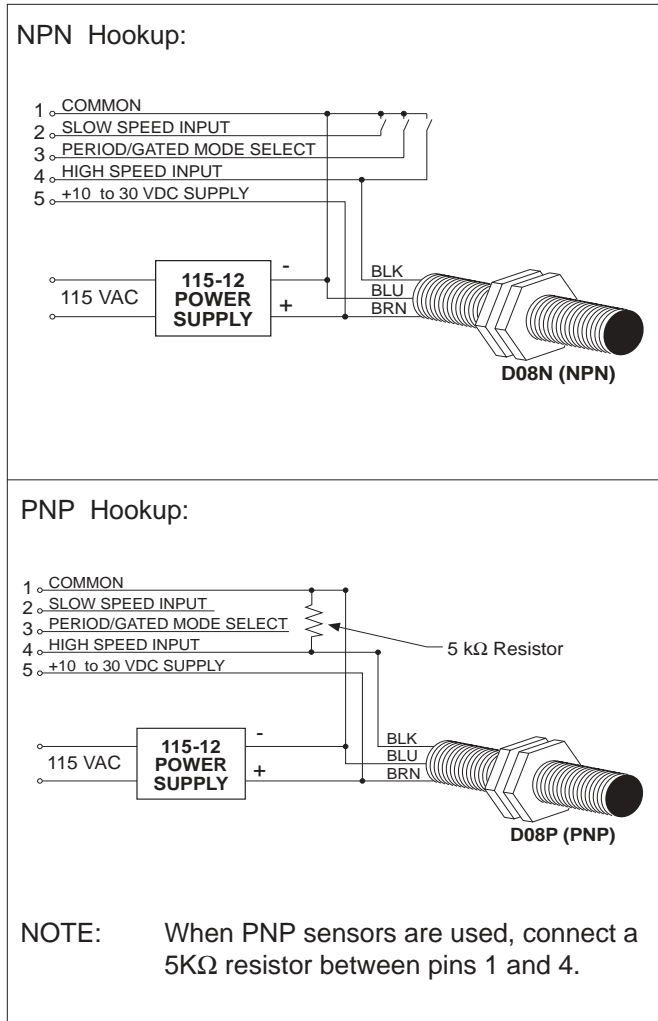 NPN Hookup:
1 COMMON
2 SLOW SPEED INPUT
3 PERIOD/GATED MODE SELECT
4 HIGH SPEED INPUT
5 +10 to 30 VDC SUPPLY
115 VAC
115-12
POWER
SUPPLY
-
+
BLK
BLU
BRN
D08N (NPN)
PNP Hookup:
1 COMMON
2 SLOW SPEED INPUT
3 PERIOD/GATED MODE SELECT
4 HIGH SPEED INPUT
5 +10 to 30 VDC SUPPLY
5 kΩ Resistor
115 VAC
115-12
POWER
SUPPLY
-
+
BLK
BLU
BRN
D08P (PNP)
NOTE: When PNP sensors are used, connect a
5KΩ resistor between pins 1 and 4.